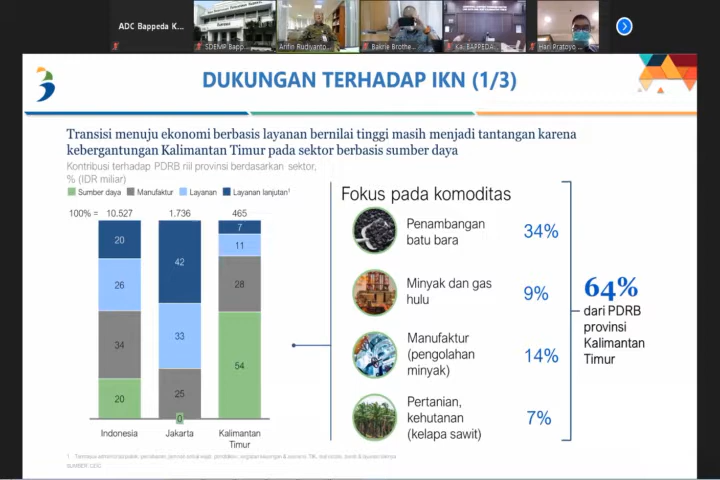 ADC Bappeda K...
SDEMP Bapp...
Arifin Rudiyanto...
Bakrie Brothe...
KA. BAPPEDA...
Hari Pratoyo
DUKUNGAN TERHADAP IKN (1/3)
Transisi menuju ekonomi berbasis layanan bernilai tinggi masih menjadi tantangan karena
kebergantungan Kalimantan Timur pada sektor berbasis sumber daya
Kontribusi terhadap PDRB riil provinsi berdasarkan sektor,
% (IDR miliar)
Sumber daya Manufaktur Layanan Layanan lanjutan¹
100% = 10.527 1.736 465
20 42 7
26 33 11
34 25 28
20 0 54
Indonesia Jakarta Kalimantan
Timur
Fokus pada komoditas
Penambangan
batu bara
34%
Minyak dan gas
hulu
9%
Manufaktur
(pengolahan
minyak)
14%
Pertanian,
kehutanan
(kelapa sawit)
7%
64%
dari PDRB
provinsi
Kalimantan
Timur